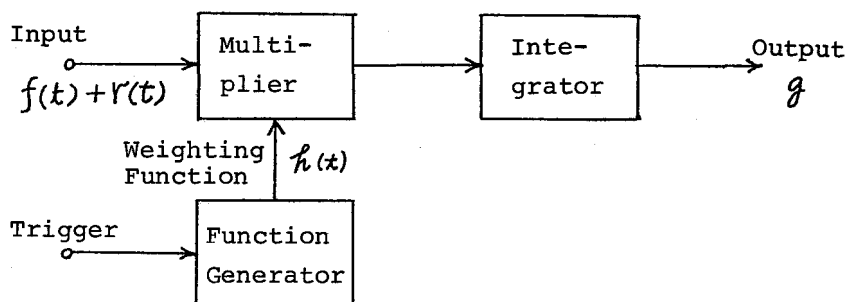 Input
f(t)+r(t)
Multi-
plier
Inte-
grator
Output
g
Weighting
Function
h(t)
Trigger
Function
Generator